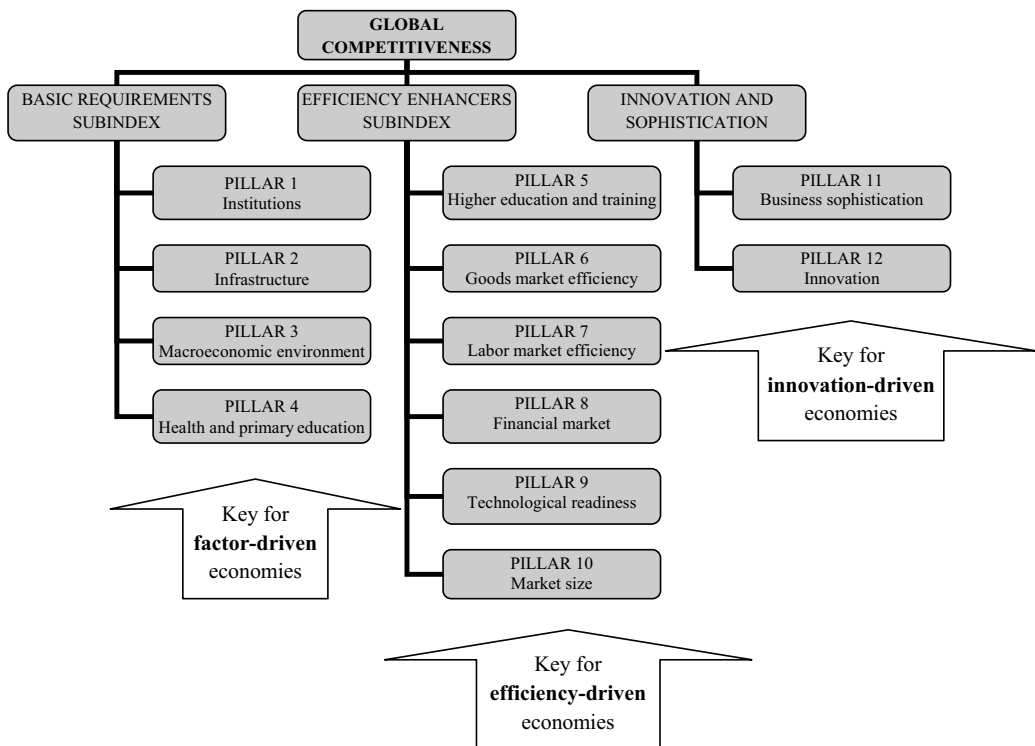 GLOBAL
COMPETITIVENESS
BASIC REQUIREMENTS
SUBINDEX
EFFICIENCY ENHANCERS
SUBINDEX
INNOVATION AND
SOPHISTICATION
PILLAR 1
Institutions
PILLAR 2
Infrastructure
PILLAR 3
Macroeconomic environment
PILLAR 4
Health and primary education
Key for
factor-driven
economies
PILLAR 5
Higher education and training
PILLAR 6
Goods market efficiency
PILLAR 7
Labor market efficiency
PILLAR 8
Financial market
PILLAR 9
Technological readiness
PILLAR 10
Market size
Key for
efficiency-driven
economies
PILLAR 11
Business sophistication
PILLAR 12
Innovation
Key for
innovation-driven
economies